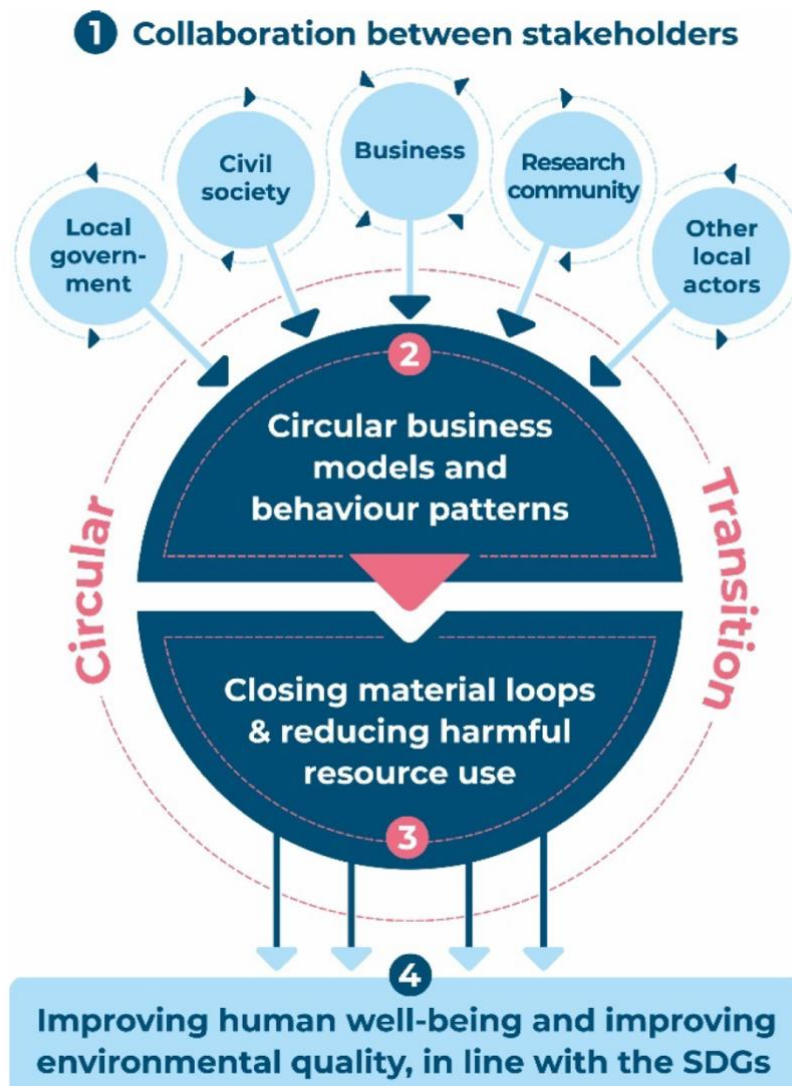 1 Collaboration between stakeholders
Local
govern-
ment
Civil
society
Business
Research
community
Other
local
actors
Circular
Transition
2
Circular business
models and
behaviour patterns
Closing material loops
& reducing harmful
resource use
3
4
Improving human well-being and improving
environmental quality, in line with the SDGs